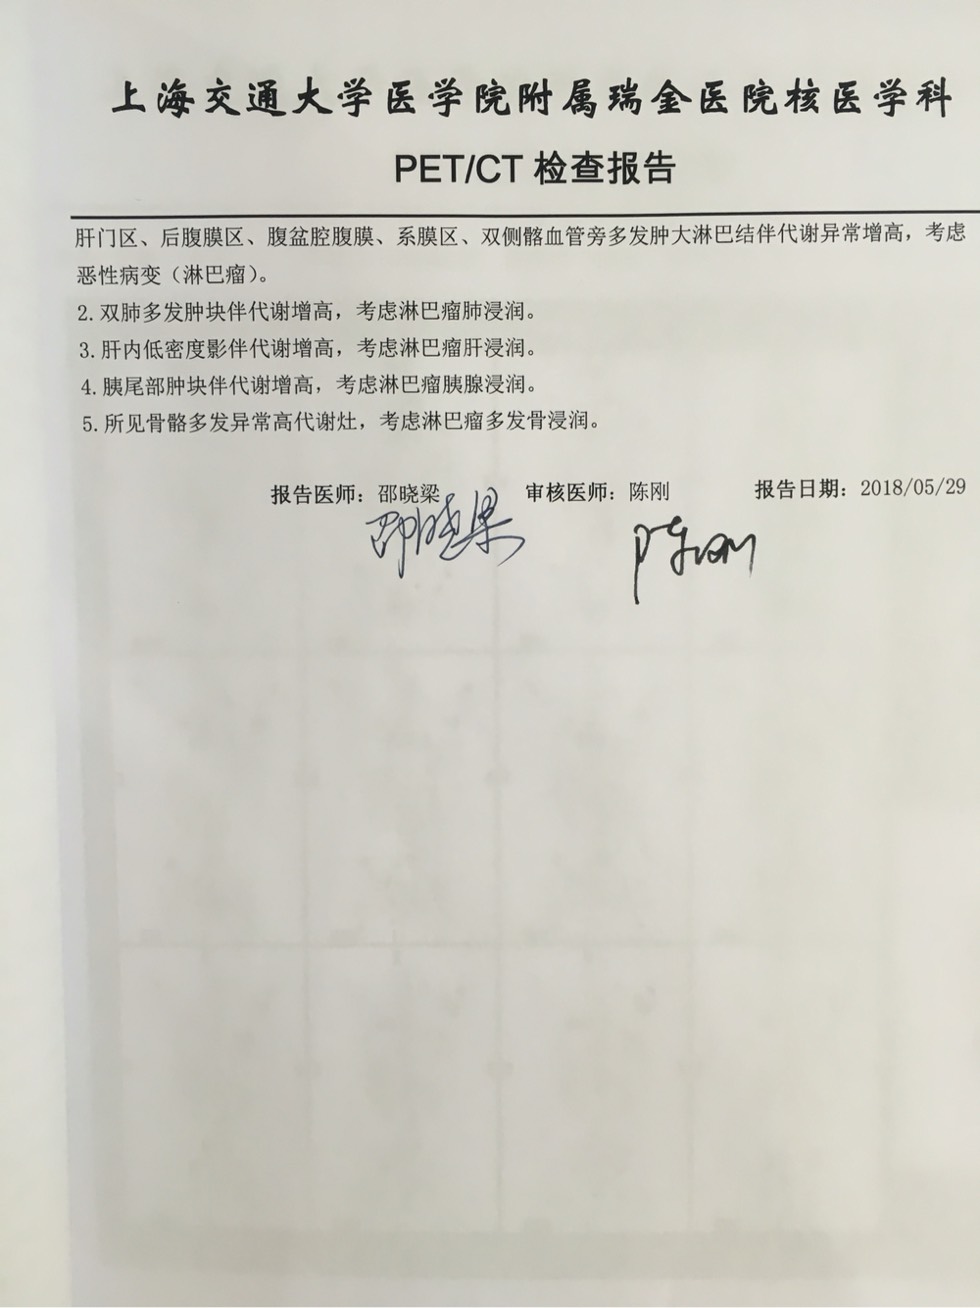 上海交通大学医学院附属瑞金医院核医学科
PET/CT 检查报告
肝门区、后腹膜区、腹盆腔腹膜、系膜区、双侧髂血管旁多发肿大淋巴结伴代谢异常增高，考虑
恶性病变（淋巴瘤）。
2.双肺多发肿块伴代谢增高，考虑淋巴瘤肺浸润。
3.肝内低密度影伴代谢增高，考虑淋巴瘤肝浸润。
4.胰尾部肿块伴代谢增高，考虑淋巴瘤胰腺浸润。
5.所见骨骼多发异常高代谢灶，考虑淋巴瘤多发骨浸润。
报告医师：邵晓梁 审核医师：陈刚 报告日期：2018/05/29
邵晓梁 陈刚